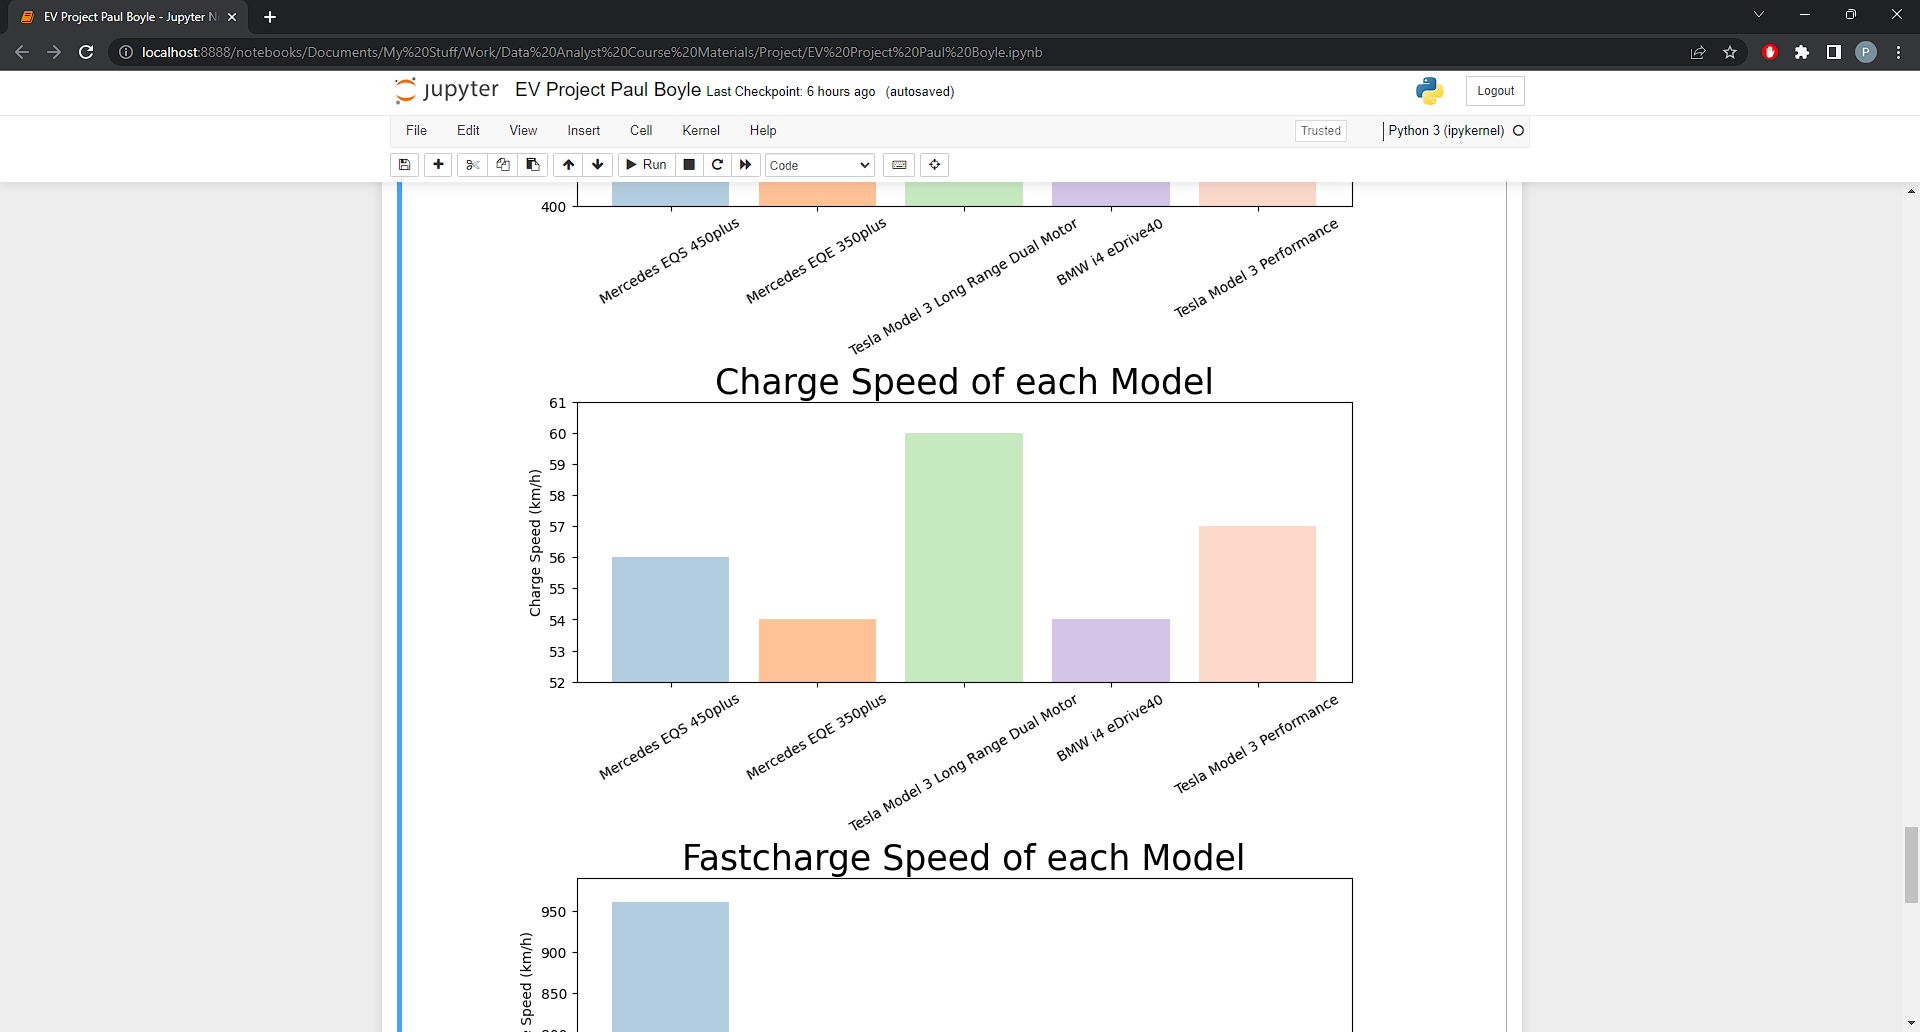 EV Project Paul Boyle - Jupyter N
localhost:8888/notebooks/Documents/My%20Stuff/Work/Data%20Analyst%20Course%20Materials/Project/EV%20Project%20Paul%20Boyle.ipynb
P
jupyter EV Project Paul Boyle Last Checkpoint: 6 hours ago (autosaved)
Logout
File Edit View Insert Cell Kernel Help
Trusted Python 3 (ipykernel)
Run Code
400
Mercedes EQS 450plus
Mercedes EQE 350plus
Tesla Model 3 Long Range Dual Motor
BMW i4 eDrive40
Tesla Model 3 Performance
Charge Speed of each Model
61
60
59
58
57
56
55
54
53
52
Charge Speed (km/h)
Mercedes EQS 450plus
Mercedes EQE 350plus
Tesla Model 3 Long Range Dual Motor
BMW i4 eDrive40
Tesla Model 3 Performance
Fastcharge Speed of each Model
950
900
850
Speed (km/h)